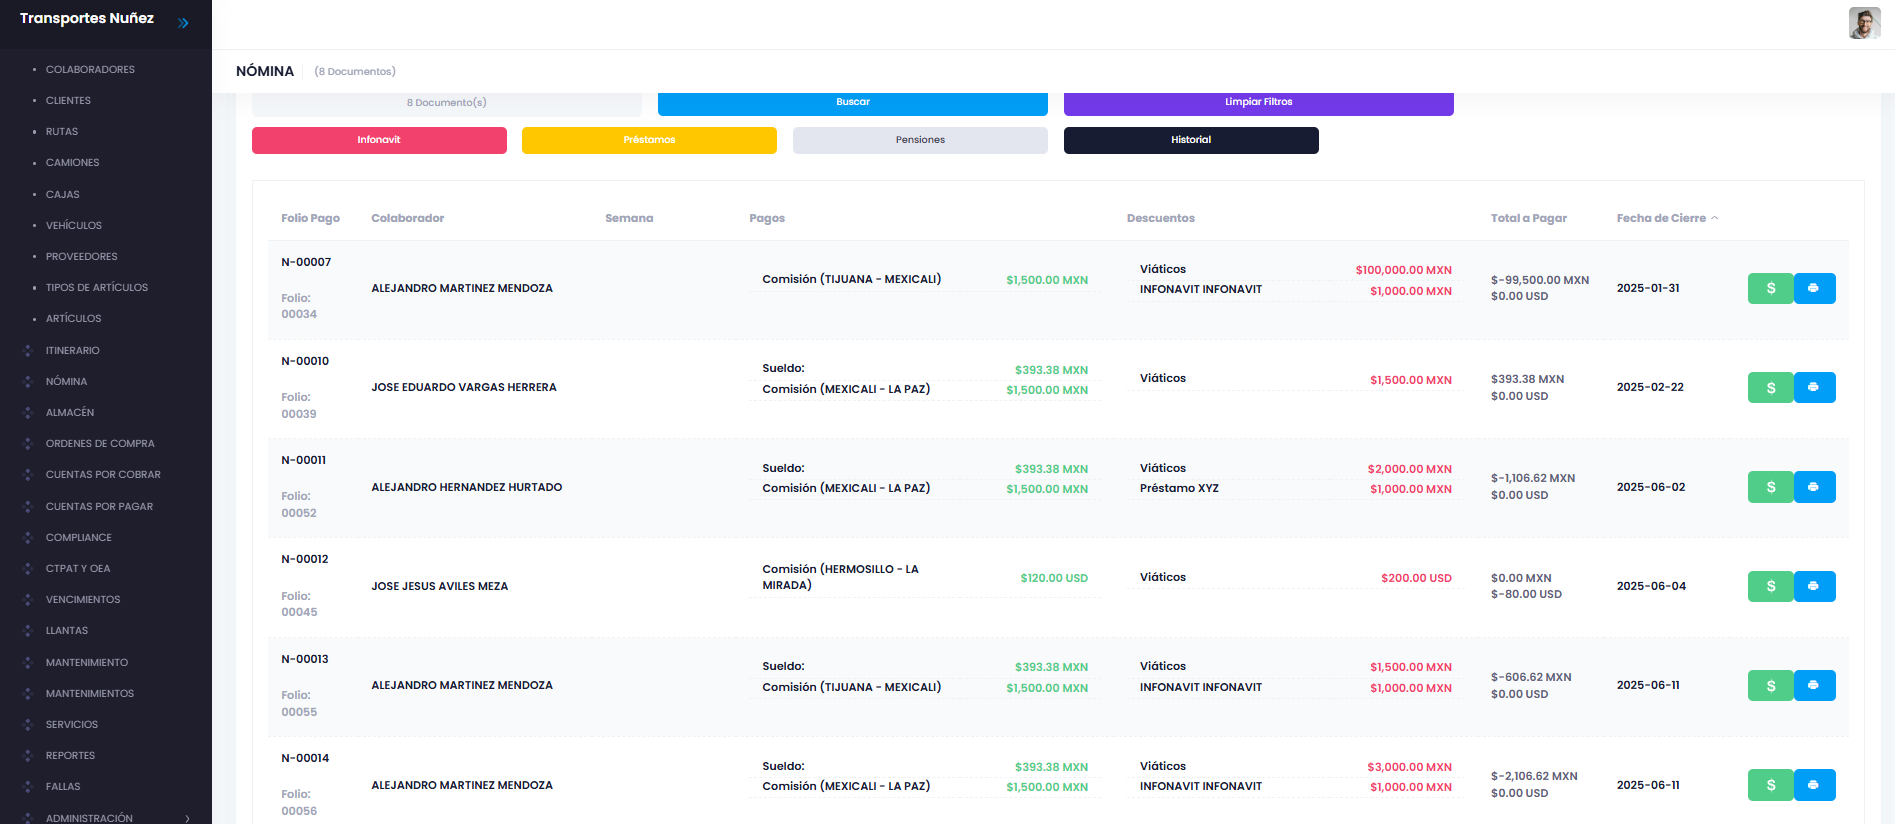 Transportes Nuñez
COLABORADORES
CLIENTES
RUTAS
CAMIONES
CAJAS
VEHÍCULOS
PROVEEDORES
TIPOS DE ARTÍCULOS
ARTÍCULOS
ITINERARIO
NÓMINA
ALMACÉN
ORDENES DE COMPRA
CUENTAS POR COBRAR
CUENTAS POR PAGAR
COMPLIANCE
CTPAT Y OEA
VENCIMIENTOS
LLANTAS
MANTENIMIENTO
MANTENIMIENTOS
SERVICIOS
REPORTES
FALLAS
ADMINISTRACIÓN
NÓMINA (8 Documentos)
8 Documento(s) Buscar Limpiar Filtros
Infonavit Préstamos Pensiones Historial
Folio Pago Colaborador Semana Pagos Descuentos Total a Pagar Fecha de Cierre
N-00007
Folio:
00034
ALEJANDRO MARTINEZ MENDOZA
Comisión (TIJUANA - MEXICALI) $1,500.00 MXN
Viáticos $100,000.00 MXN
INFONAVIT INFONAVIT $1,000.00 MXN
$-99,500.00 MXN
$0.00 USD
2025-01-31
$
N-00010
Folio:
00039
JOSE EDUARDO VARGAS HERRERA
Sueldo: $393.38 MXN
Comisión (MEXICALI - LA PAZ) $1,500.00 MXN
Viáticos $1,500.00 MXN
$393.38 MXN
$0.00 USD
2025-02-22
$
N-00011
Folio:
00052
ALEJANDRO HERNANDEZ HURTADO
Sueldo: $393.38 MXN
Comisión (MEXICALI - LA PAZ) $1,500.00 MXN
Viáticos $2,000.00 MXN
Préstamo XYZ $1,000.00 MXN
$-1,106.62 MXN
$0.00 USD
2025-06-02
$
N-00012
Folio:
00045
JOSE JESUS AVILES MEZA
Comisión (HERMOSILLO - LA
MIRADA) $120.00 USD
Viáticos $200.00 USD
$0.00 MXN
$-80.00 USD
2025-06-04
$
N-00013
Folio:
00055
ALEJANDRO MARTINEZ MENDOZA
Sueldo: $393.38 MXN
Comisión (TIJUANA - MEXICALI) $1,500.00 MXN
Viáticos $1,500.00 MXN
INFONAVIT INFONAVIT $1,000.00 MXN
$-606.62 MXN
$0.00 USD
2025-06-11
$
N-00014
Folio:
00056
ALEJANDRO MARTINEZ MENDOZA
Sueldo: $393.38 MXN
Comisión (MEXICALI - LA PAZ) $1,500.00 MXN
Viáticos $3,000.00 MXN
INFONAVIT INFONAVIT $1,000.00 MXN
$-2,106.62 MXN
$0.00 USD
2025-06-11
$